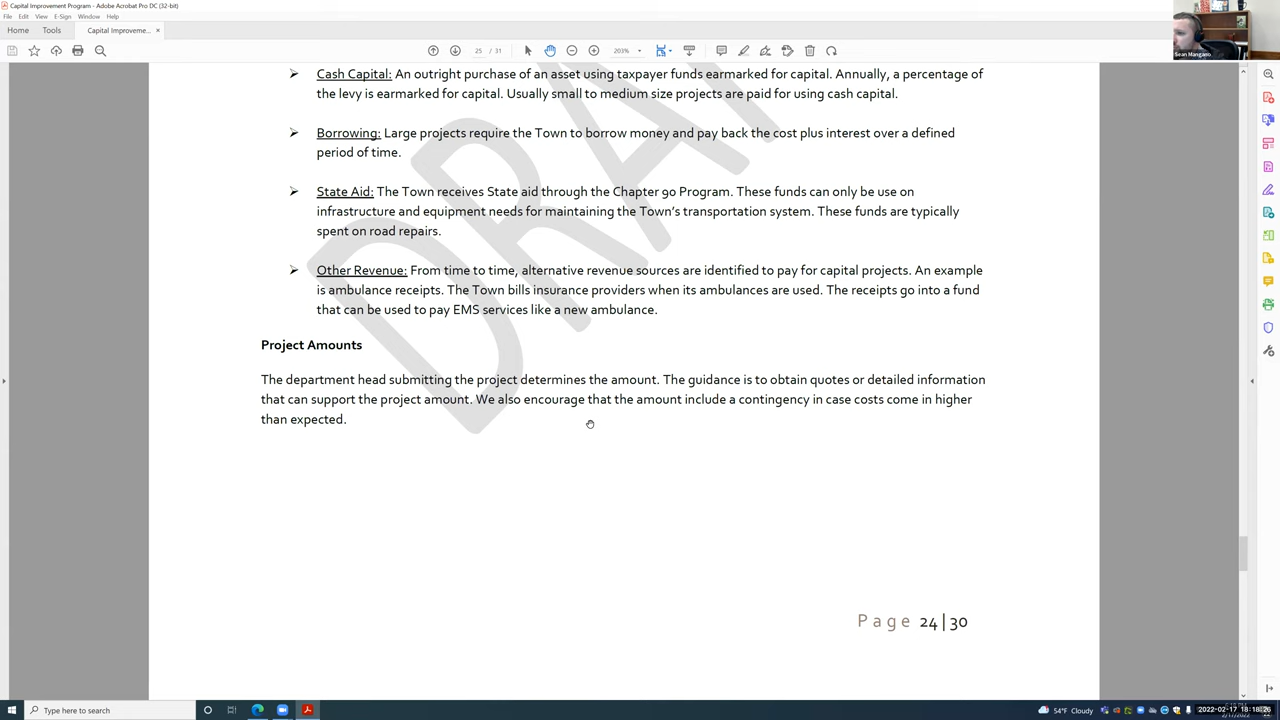 Capital Improvement Program - Adobe Acrobat Pro DC (32-bit)
File Edit View E-Sign Window Help
Home Tools Capital Improveme... ×
25 / 31 203%
Sean Mangano
Cash Capital: An outright purchase of an asset using taxpayer funds earmarked for capital. Annually, a percentage of
the levy is earmarked for capital. Usually small to medium size projects are paid for using cash capital.
Borrowing: Large projects require the Town to borrow money and pay back the cost plus interest over a defined
period of time.
State Aid: The Town receives State aid through the Chapter 90 Program. These funds can only be use on
infrastructure and equipment needs for maintaining the Town's transportation system. These funds are typically
spent on road repairs.
Other Revenue: From time to time, alternative revenue sources are identified to pay for capital projects. An example
is ambulance receipts. The Town bills insurance providers when its ambulances are used. The receipts go into a fund
that can be used to pay EMS services like a new ambulance.
Project Amounts
The department head submitting the project determines the amount. The guidance is to obtain quotes or detailed information
that can support the project amount. We also encourage that the amount include a contingency in case costs come in higher
than expected.
Page 24|30
Type here to search
54°F Cloudy
2022-02-17 18:18:26